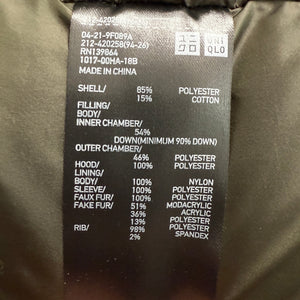 212-420258
04-21-9F089A
212-420258(94-26)
RN139864
1017-00HA-18B
MADE IN CHINA
UNI
QLO
SHELL/ 85% POLYESTER
15% COTTON
FILLING/
BODY/
INNER CHAMBER/
54%
DOWN(MINIMUM 90% DOWN)
OUTER CHAMBER/
46% POLYESTER
HOOD/ 100% POLYESTER
LINING/
BODY/ 100% NYLON
SLEEVE/ 100% POLYESTER
FAUX FUR/ 100% POLYESTER
FAKE FUR/ 51% MODACRYLIC
36% ACRYLIC
13% POLYESTER
RIB/ 98% POLYESTER
2% SPANDEX